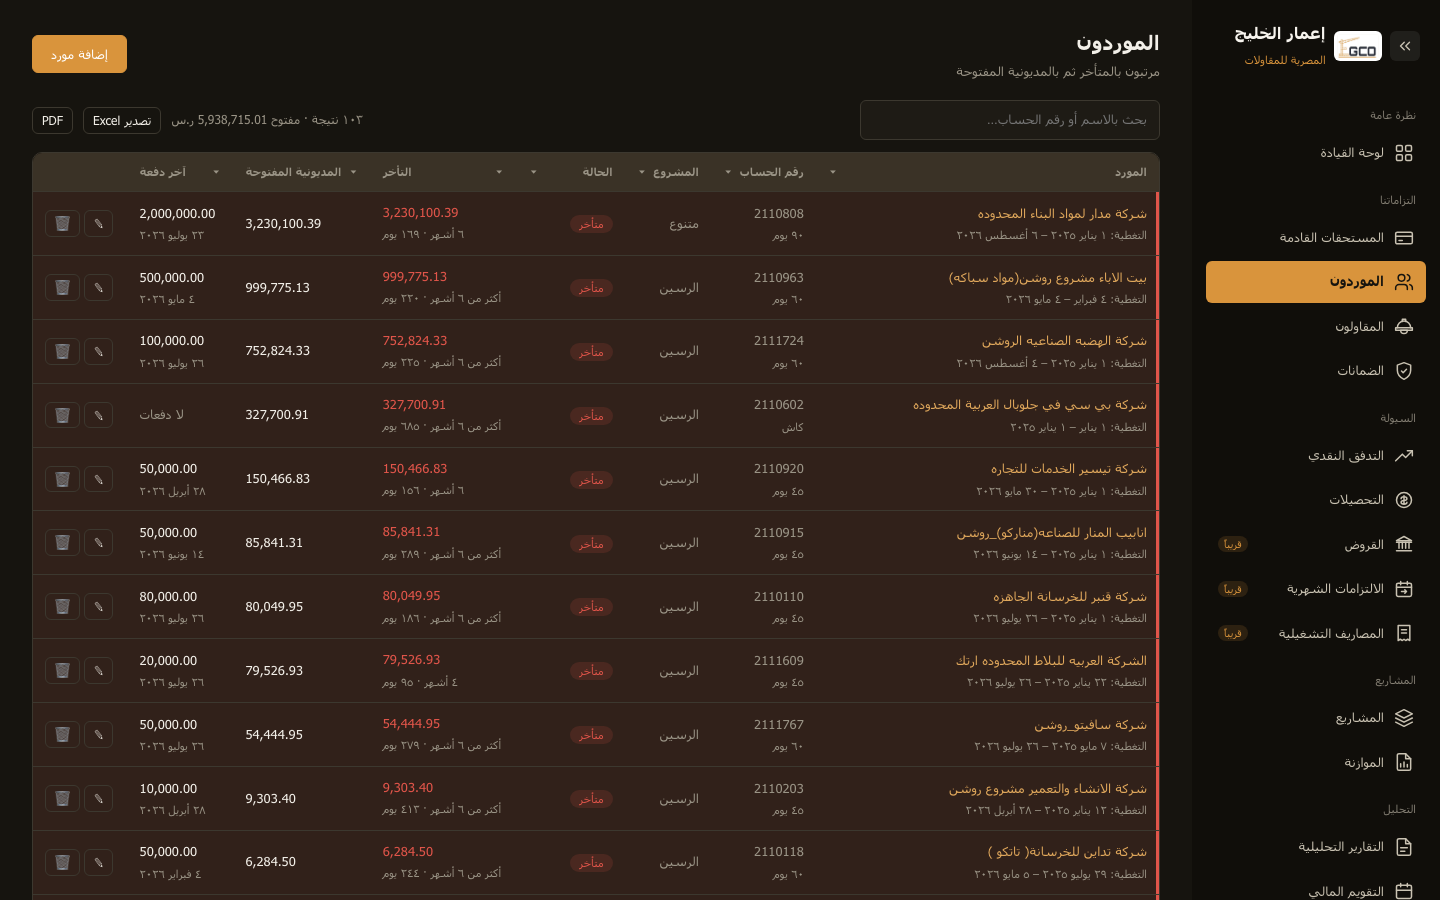 إعمار الخليج
المصرية للمقاولات
GCO
نظرة عامة
لوحة القيادة
التزاماتنا
المستحقات القادمة
الموردون
المقاولون
الضمانات
السيولة
التدفق النقدي
التحصيلات
القروض
قريباً
الالتزامات الشهرية
قريباً
المصاريف التشغيلية
قريباً
المشاريع
المشاريع
الموازنة
التحليل
التقارير التحليلية
التقويم المالي
الموردون
مرتبون بالمتأخر ثم بالمديونية المفتوحة
إضافة مورد
بحث بالاسم أو رقم الحساب...
١٠٣ نتيجة · مفتوح 5,938,715.01 ر.س
تصدير Excel
PDF
المورد رقم الحساب المشروع الحالة التأخر المديونية المفتوحة آخر دفعة
شركة مدار لمواد البناء المحدوده 2110808 متنوع متأخر 3,230,100.39 3,230,100.39 2,000,000.00
التغطية: ١ يناير ٢٠٢٥ – ٦ أغسطس ٢٠٢٦ ٩٠ يوم ٦ أشهر · ١٦٩ يوم ٢٣ يوليو ٢٠٢٦
بيت الاباء مشروع روشن(مواد سباكه) 2110963 الرسين متأخر 999,775.13 999,775.13 500,000.00
التغطية: ٤ فبراير – ٤ مايو ٢٠٢٦ ٦٠ يوم أكثر من ٦ أشهر · ٢٢٠ يوم ٤ مايو ٢٠٢٦
شركة الهضبه الصناعيه الروشن 2111724 الرسين متأخر 752,824.33 752,824.33 100,000.00
التغطية: ١ يناير ٢٠٢٥ – ٤ أغسطس ٢٠٢٦ ٦٠ يوم أكثر من ٦ أشهر · ٢٢٥ يوم ٢٦ يوليو ٢٠٢٦
شركة بي سي في جلوبال العربية المحدوده 2110602 الرسين متأخر 327,700.91 327,700.91 لا دفعات
التغطية: ١ يناير – ١ يناير ٢٠٢٥ كاش أكثر من ٦ أشهر · ٦٨٥ يوم
شركة تيسير الخدمات للتجاره 2110920 الرسين متأخر 150,466.83 150,466.83 50,000.00
التغطية: ١ يناير ٢٠٢٥ – ٣٠ مايو ٢٠٢٦ ٤٥ يوم ٦ أشهر · ١٥٦ يوم ٢٨ أبريل ٢٠٢٦
انابيب المنار للصناعه(مناركو)_روشن 2110915 الرسين متأخر 85,841.31 85,841.31 50,000.00
التغطية: ١ يناير ٢٠٢٥ – ١٤ يونيو ٢٠٢٦ ٤٥ يوم أكثر من ٦ أشهر · ٢٨٩ يوم ١٤ يونيو ٢٠٢٦
شركة قنبر للخرسانة الجاهزه 2110110 الرسين متأخر 80,049.95 80,049.95 80,000.00
التغطية: ١ يناير ٢٠٢٥ – ٢٦ يوليو ٢٠٢٦ ٤٥ يوم أكثر من ٦ أشهر · ١٨٦ يوم ٢٦ يوليو ٢٠٢٦
الشركة العربيه للبلاط المحدوده ارتك 2111609 الرسين متأخر 79,526.93 79,526.93 20,000.00
التغطية: ٢٢ يناير ٢٠٢٥ – ٢٦ يوليو ٢٠٢٦ ٤٥ يوم ٤ أشهر · ٩٥ يوم ٢٦ يوليو ٢٠٢٦
شركة سافيتو_روشن 2111767 الرسين متأخر 54,444.95 54,444.95 50,000.00
التغطية: ٧ مايو ٢٠٢٥ – ٢٦ يوليو ٢٠٢٦ ٦٠ يوم أكثر من ٦ أشهر · ٢٧٩ يوم ٢٦ يوليو ٢٠٢٦
شركة الانشاء والتعمير مشروع روشن 2110203 الرسين متأخر 9,303.40 9,303.40 10,000.00
التغطية: ١٢ يناير ٢٠٢٥ – ٢٨ أبريل ٢٠٢٦ ٤٥ يوم أكثر من ٦ أشهر · ٤١٣ يوم ٢٨ أبريل ٢٠٢٦
شركة تداين للخرسانة( تاتكو ) 2110118 الرسين متأخر 6,284.50 6,284.50 50,000.00
التغطية: ٢٩ يوليو ٢٠٢٥ – ٥ مايو ٢٠٢٦ ٦٠ يوم أكثر من ٦ أشهر · ٢٤٤ يوم ٤ فبراير ٢٠٢٦